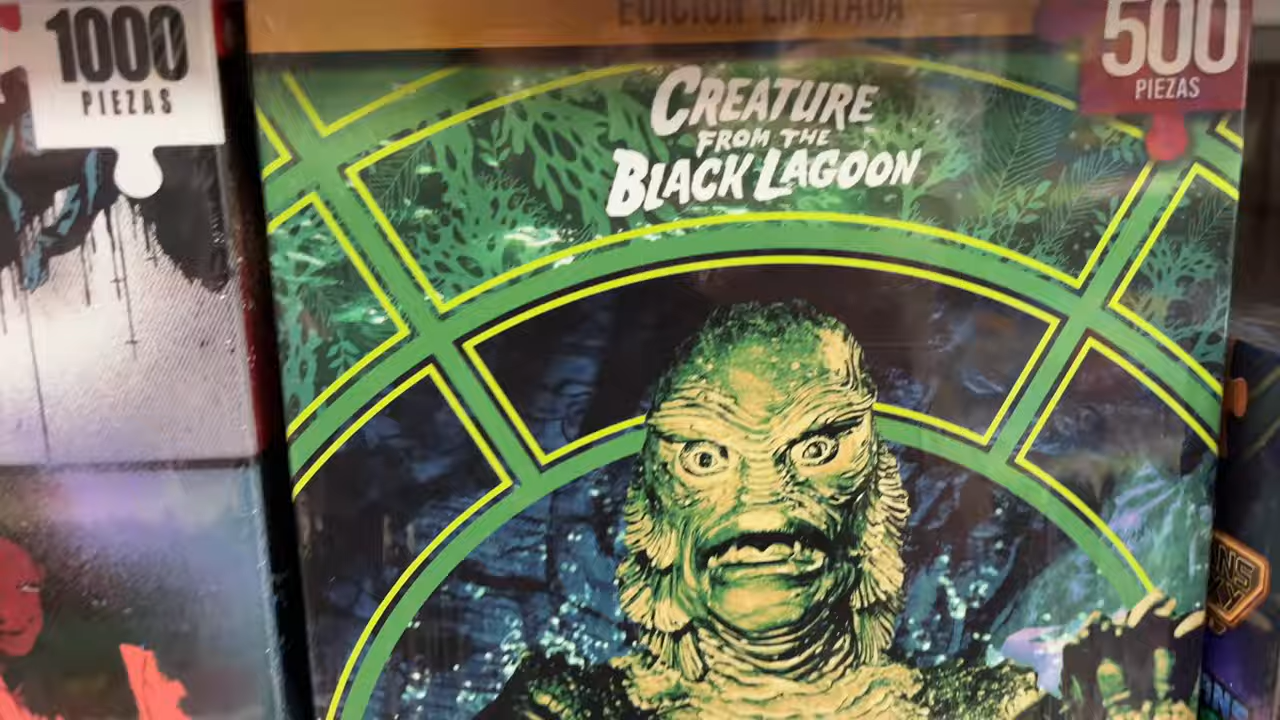 1000
PIEZAS
EDICIÓN LIMITADA
500
PIEZAS
CREATURE
FROM THE
BLACK LAGOON